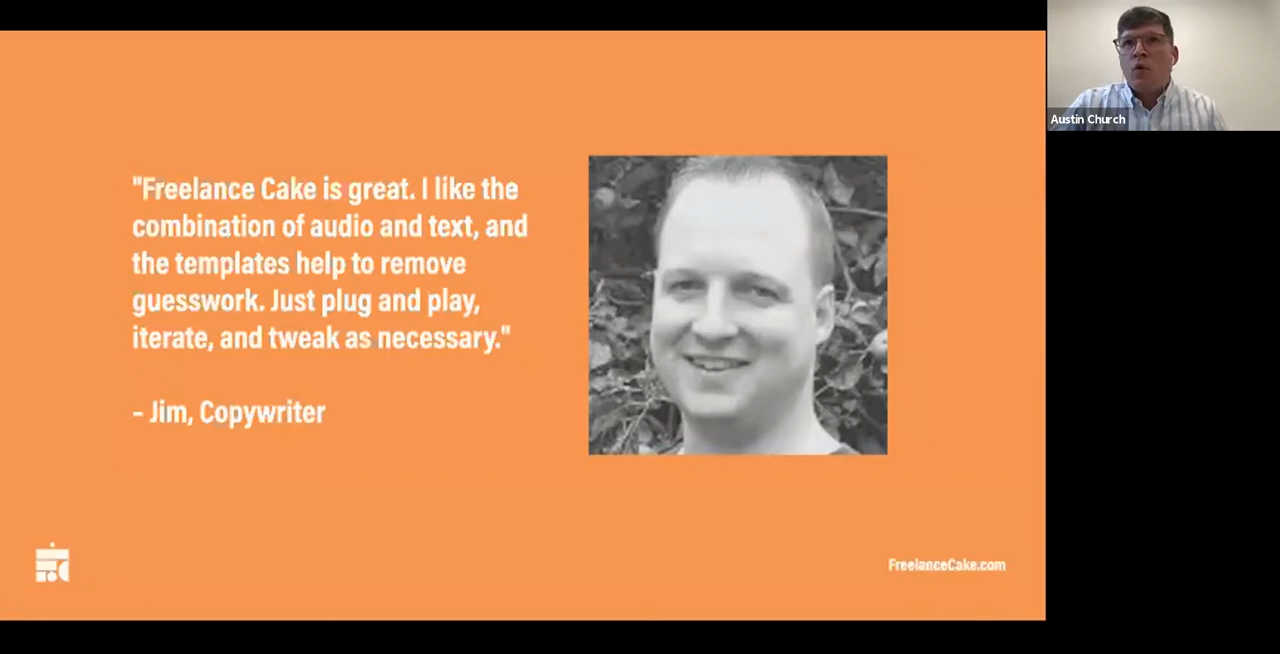 "Freelance Cake is great. I like the
combination of audio and text, and
the templates help to remove
guesswork. Just plug and play,
iterate, and tweak as necessary."
– Jim, Copywriter
FreelanceCake.com
Austin Church